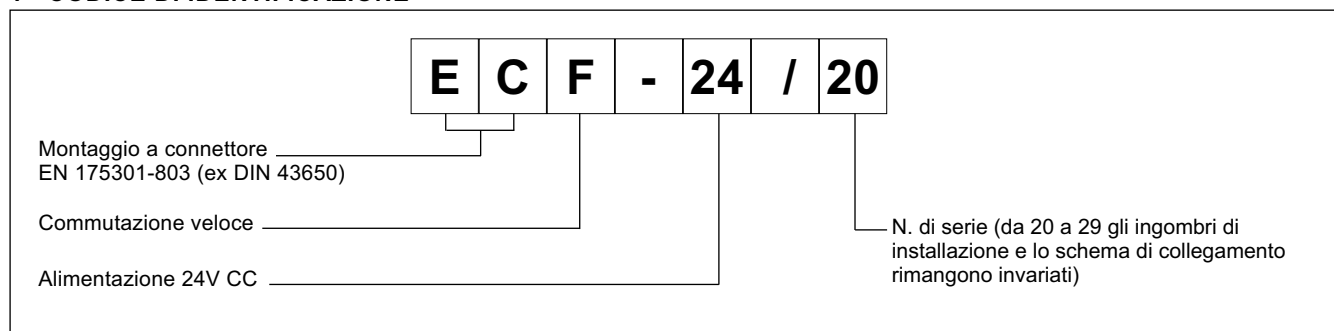 E C F - 24 / 20
Montaggio a connettore
EN 175301-803 (ex DIN 43650)
Commutazione veloce
Alimentazione 24V CC
N. di serie (da 20 a 29 gli ingombri di
installazione e lo schema di collegamento
rimangono invariati)